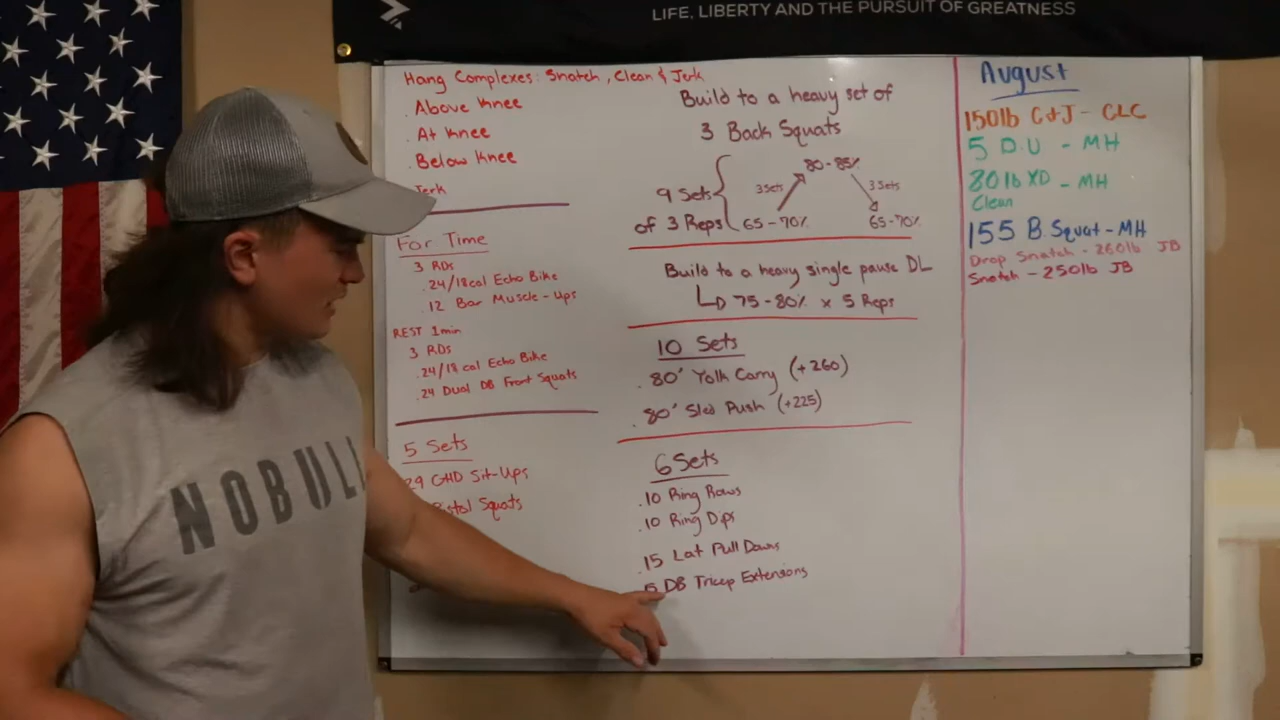 LIFE, LIBERTY AND THE PURSUIT OF GREATNESS
Hang Complexes: Snatch, Clean & Jerk
. Above Knee
. At Knee
. Below Knee
Jerk
For Time
3 RDs
. 24/18cal Echo Bike
. 12 Bar Muscle-Ups
REST 1min
3 RDs
. 24/18 cal Echo Bike
. 24 Dual DB Front Squats
5 Sets
GHD Sit-Ups
Pistol Squats
Build to a heavy set of
3 Back Squats
80-85%
3 Sets 3 Sets
9 Sets
of 3 Reps 65-70% 65-70%
Build to a heavy single pause DL
75-80% x 5 Reps
10 Sets
. 80' Yolk Carry (+260)
. 80' Sled Push (+225)
6 Sets
. 10 Ring Rows
. 10 Ring Dips
. 15 Lat Pull Downs
DB Tricep Extensions
August
150lb C+J - CLC
5 D.U - MH
80lb XD - MH
Clean
155 B. Squat - MH
Drop Snatch - 260lb JB
Snatch - 250lb JB
NOBULL